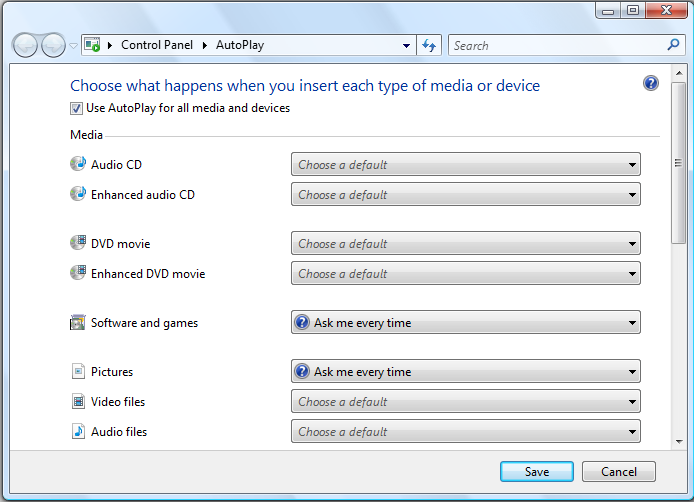 Control Panel AutoPlay Search
Choose what happens when you insert each type of media or device
Use AutoPlay for all media and devices
Media
Audio CD Choose a default
Enhanced audio CD Choose a default
DVD movie Choose a default
Enhanced DVD movie Choose a default
Software and games Ask me every time
Pictures Ask me every time
Video files Choose a default
Audio files Choose a default
Save Cancel